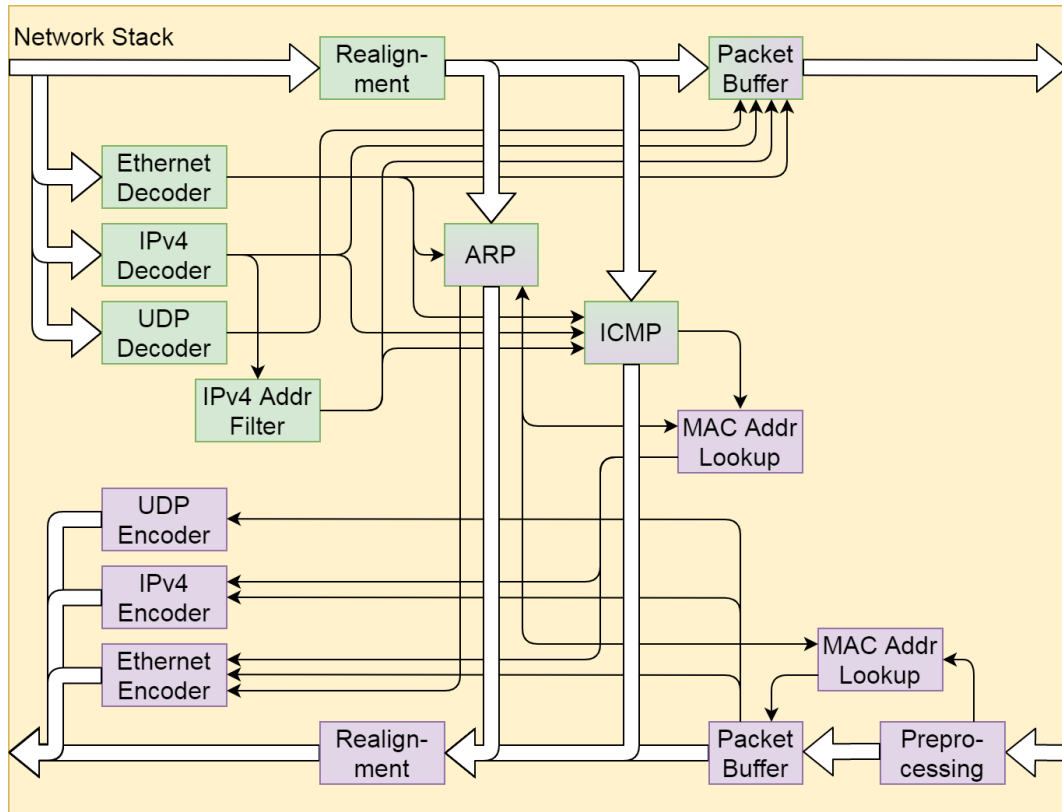 Network Stack
Realign-
ment
Packet
Buffer
Ethernet
Decoder
IPv4
Decoder
ARP
UDP
Decoder
ICMP
IPv4 Addr
Filter
MAC Addr
Lookup
UDP
Encoder
IPv4
Encoder
Ethernet
Encoder
MAC Addr
Lookup
Realign-
ment
Packet
Buffer
Prepro-
cessing